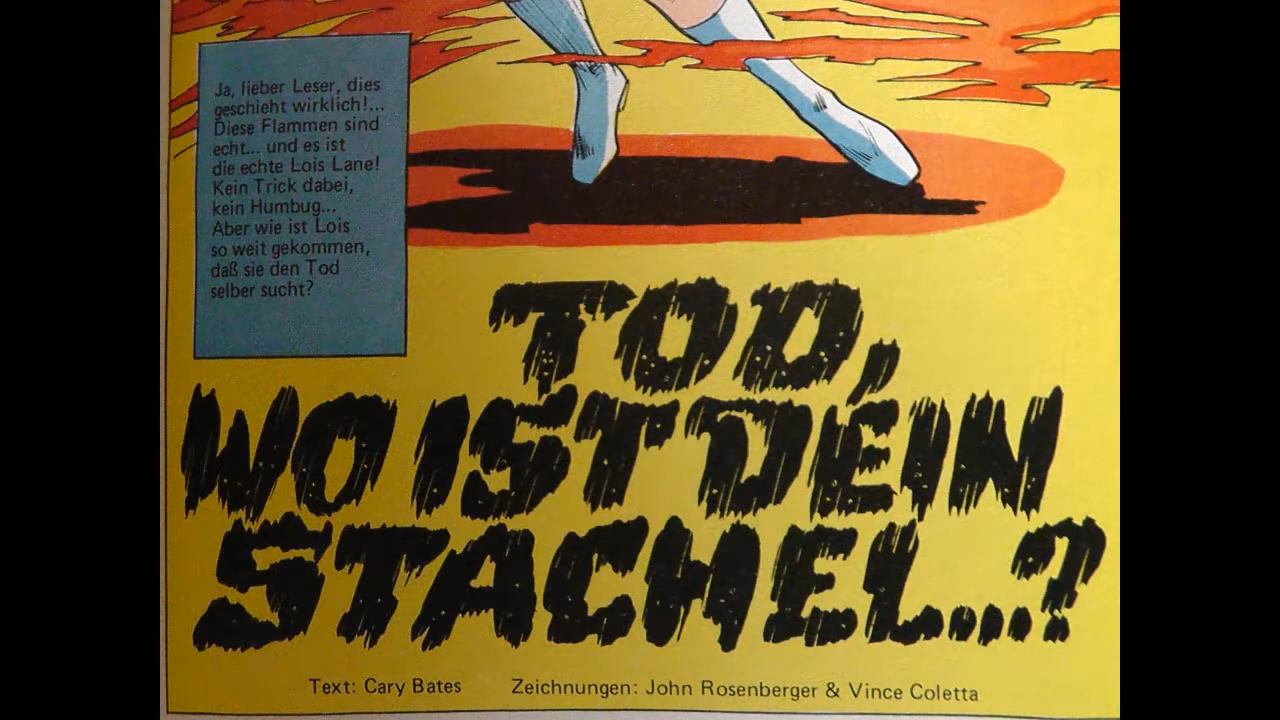 Ja, lieber Leser, dies
geschieht wirklich!...
Diese Flammen sind
echt... und es ist
die echte Lois Lane!
Kein Trick dabei,
kein Humbug...
Aber wie ist Lois
so weit gekommen,
daß sie den Tod
selber sucht?
TOD,
WO IST DEIN
STACHEL...?
Text: Cary Bates Zeichnungen: John Rosenberger & Vince Coletta